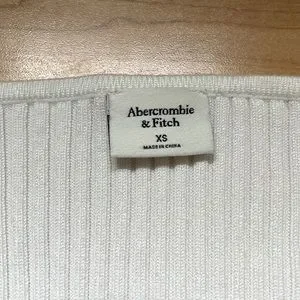 Abercrombie
& Fitch
XS
MADE IN CHINA